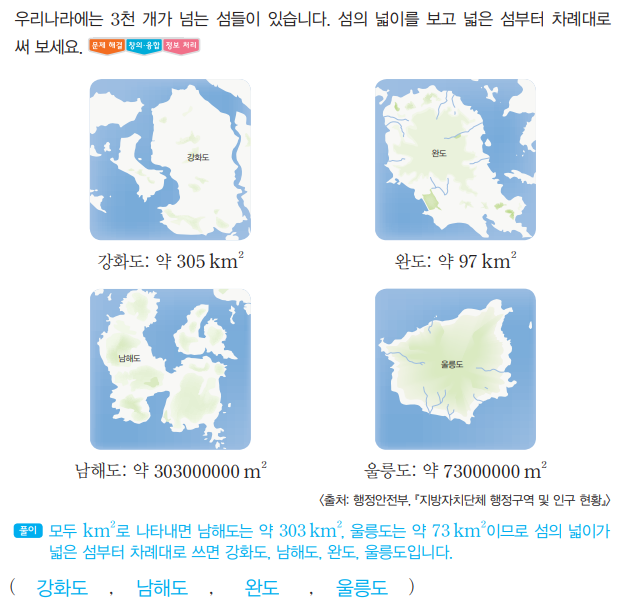 우리나라에는 3천 개가 넘는 섬들이 있습니다. 섬의 넓이를 보고 넓은 섬부터 차례대로
써 보세요. 문제 해결 창의·융합 정보 처리
강화도
완도
강화도: 약 305 km²
완도: 약 97 km²
남해도
울릉도
남해도: 약 303000000 m²
울릉도: 약 73000000 m²
〈출처: 행정안전부, 『지방자치단체 행정구역 및 인구 현황』〉
풀이 모두 km²로 나타내면 남해도는 약 303 km², 울릉도는 약 73 km²이므로 섬의 넓이가
넓은 섬부터 차례대로 쓰면 강화도, 남해도, 완도, 울릉도입니다.
( 강화도 , 남해도 , 완도 , 울릉도 )